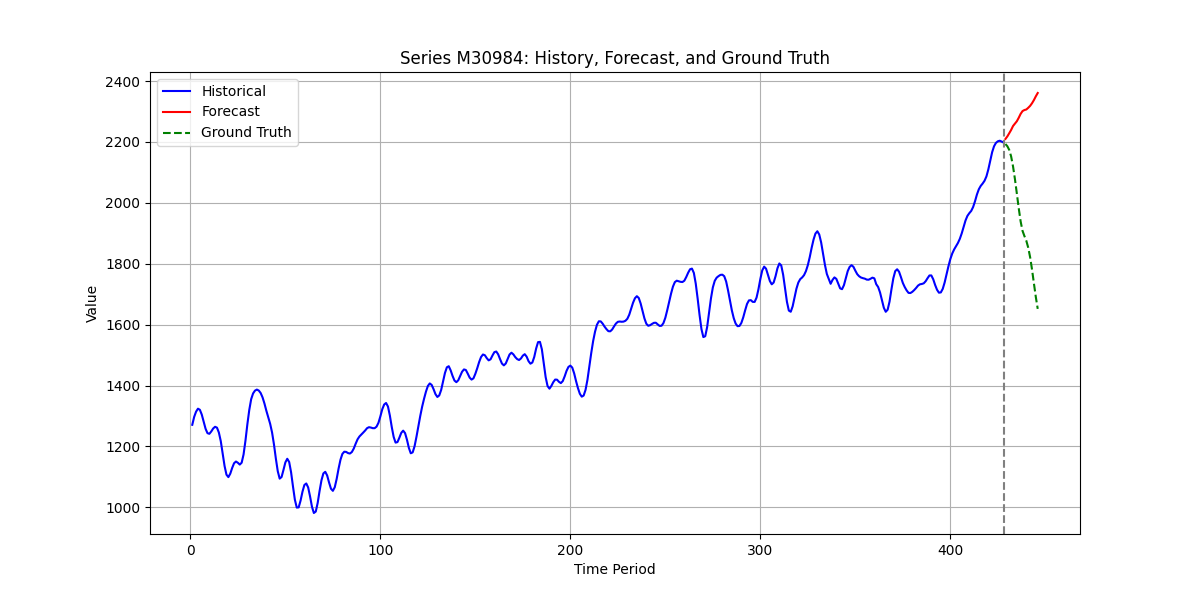 Series M30984: History, Forecast, and Ground Truth
2400
2200
2000
1800
1600
1400
1200
1000
Value
Historical
Forecast
Ground Truth
0
100
200
300
400
Time Period